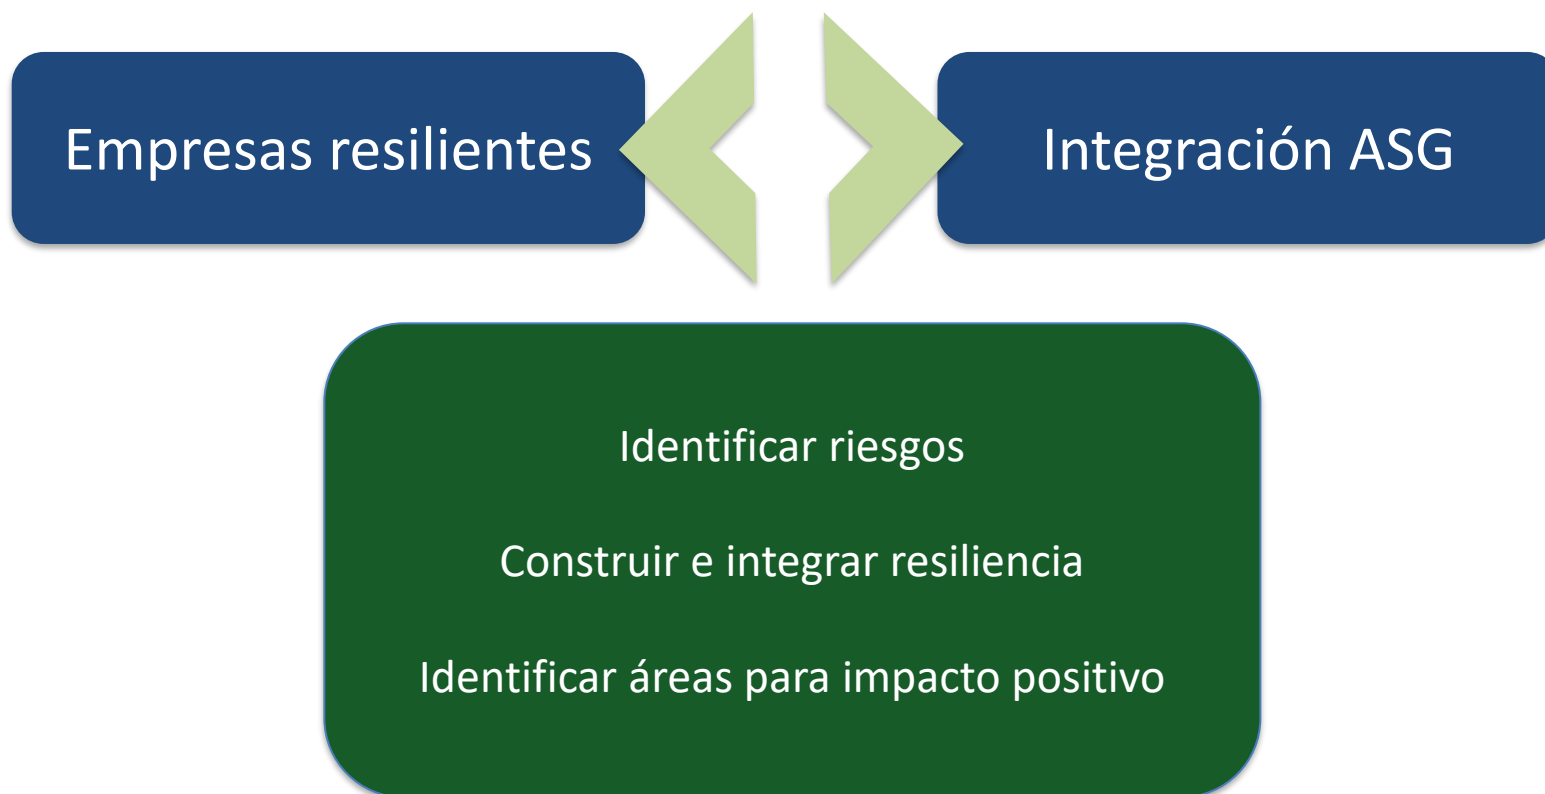 Empresas resilientes
Integración ASG
Identificar riesgos
Construir e integrar resiliencia
Identificar áreas para impacto positivo